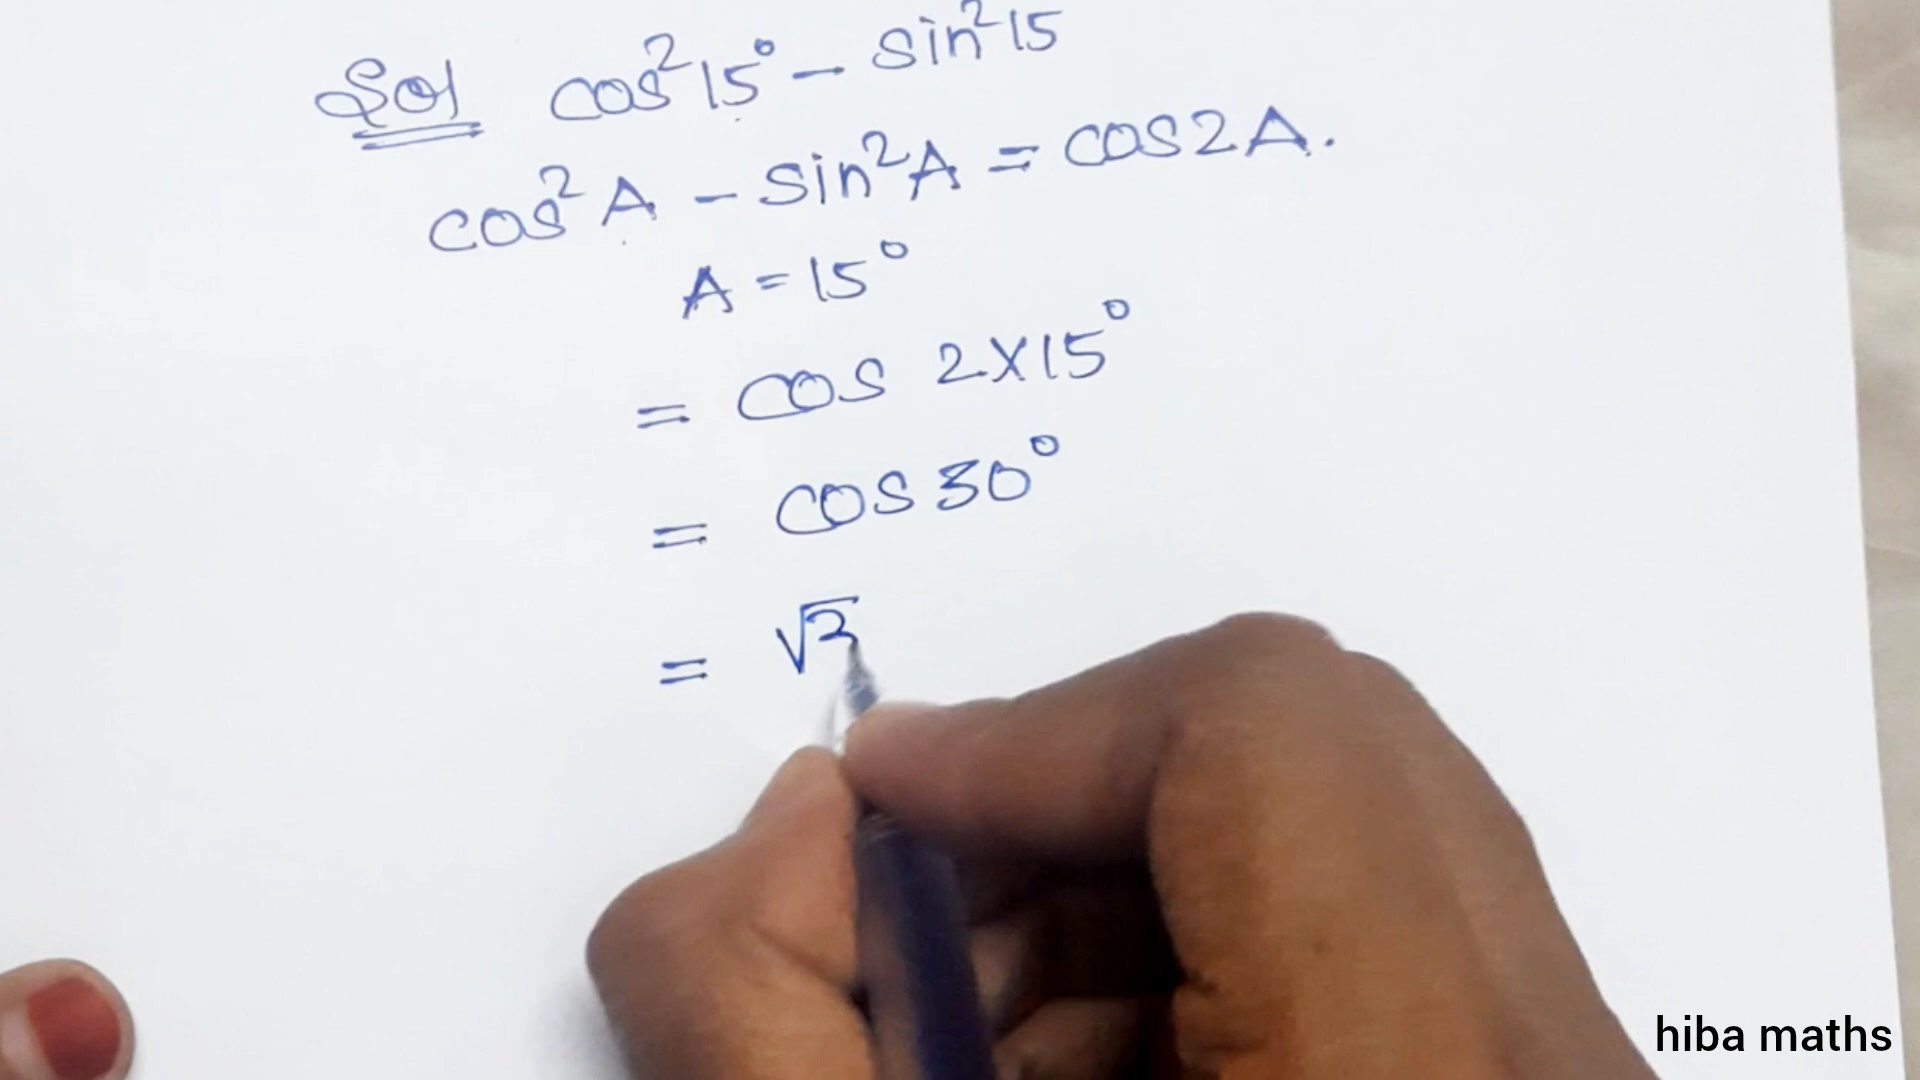 Sol cos²15° - sin²15
cos²A - sin²A = cos2A.
A = 15°
= cos 2×15°
= cos 30°
= √3
hiba maths